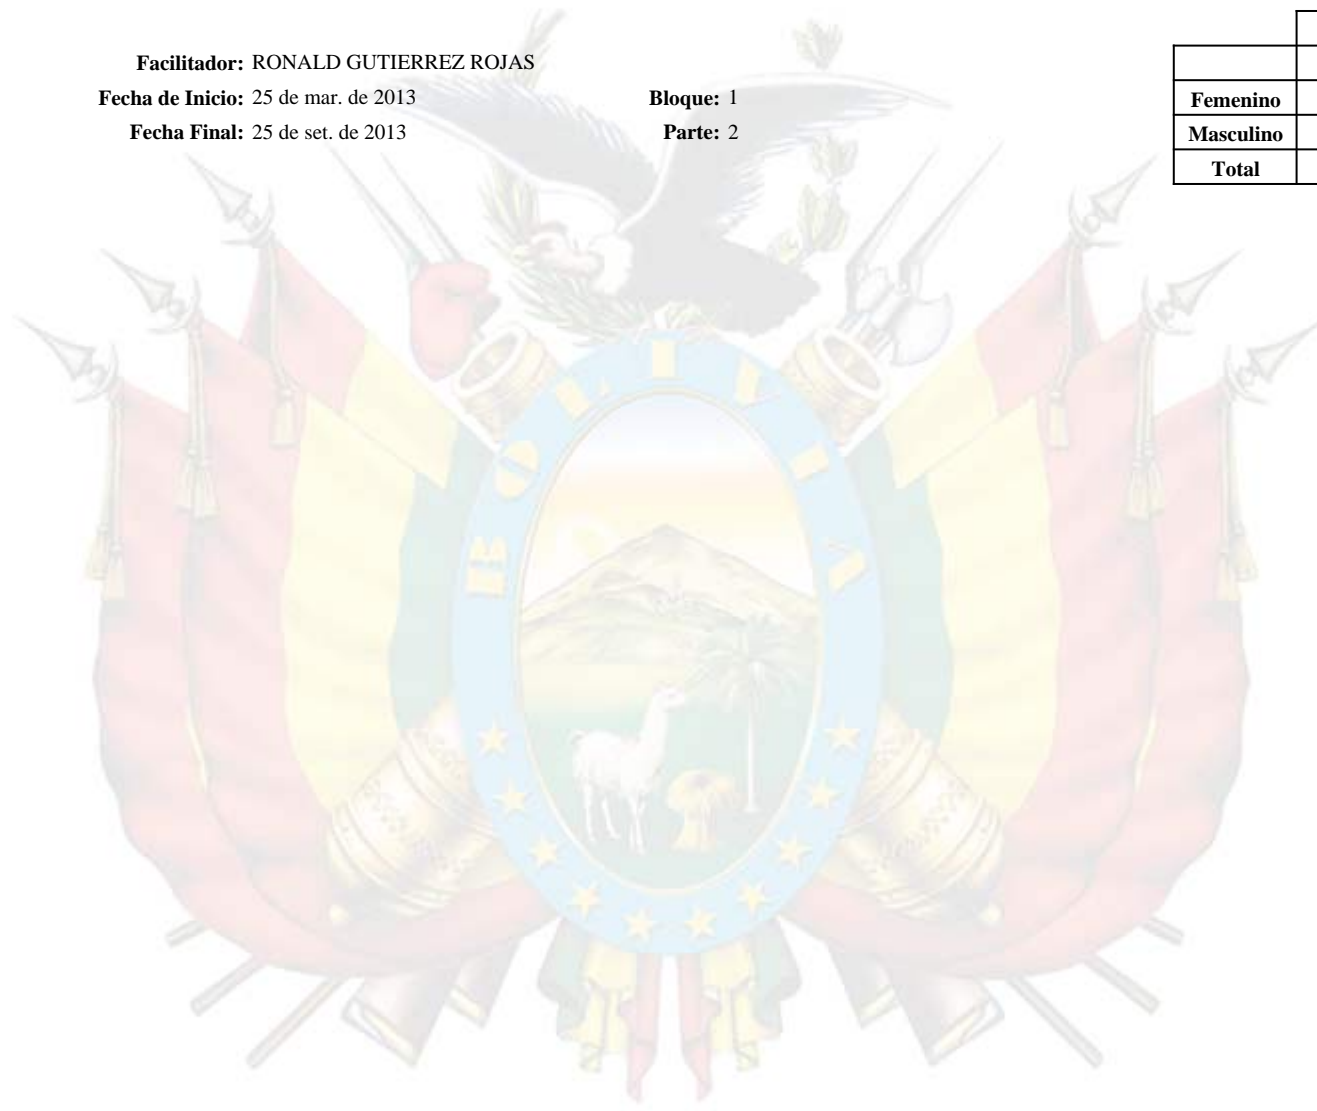 Facilitador: RONALD GUTIERREZ ROJAS
Fecha de Inicio: 25 de mar. de 2013 Bloque: 1
Fecha Final: 25 de set. de 2013 Parte: 2
Femenino
Masculino
Total
BOLIVIA